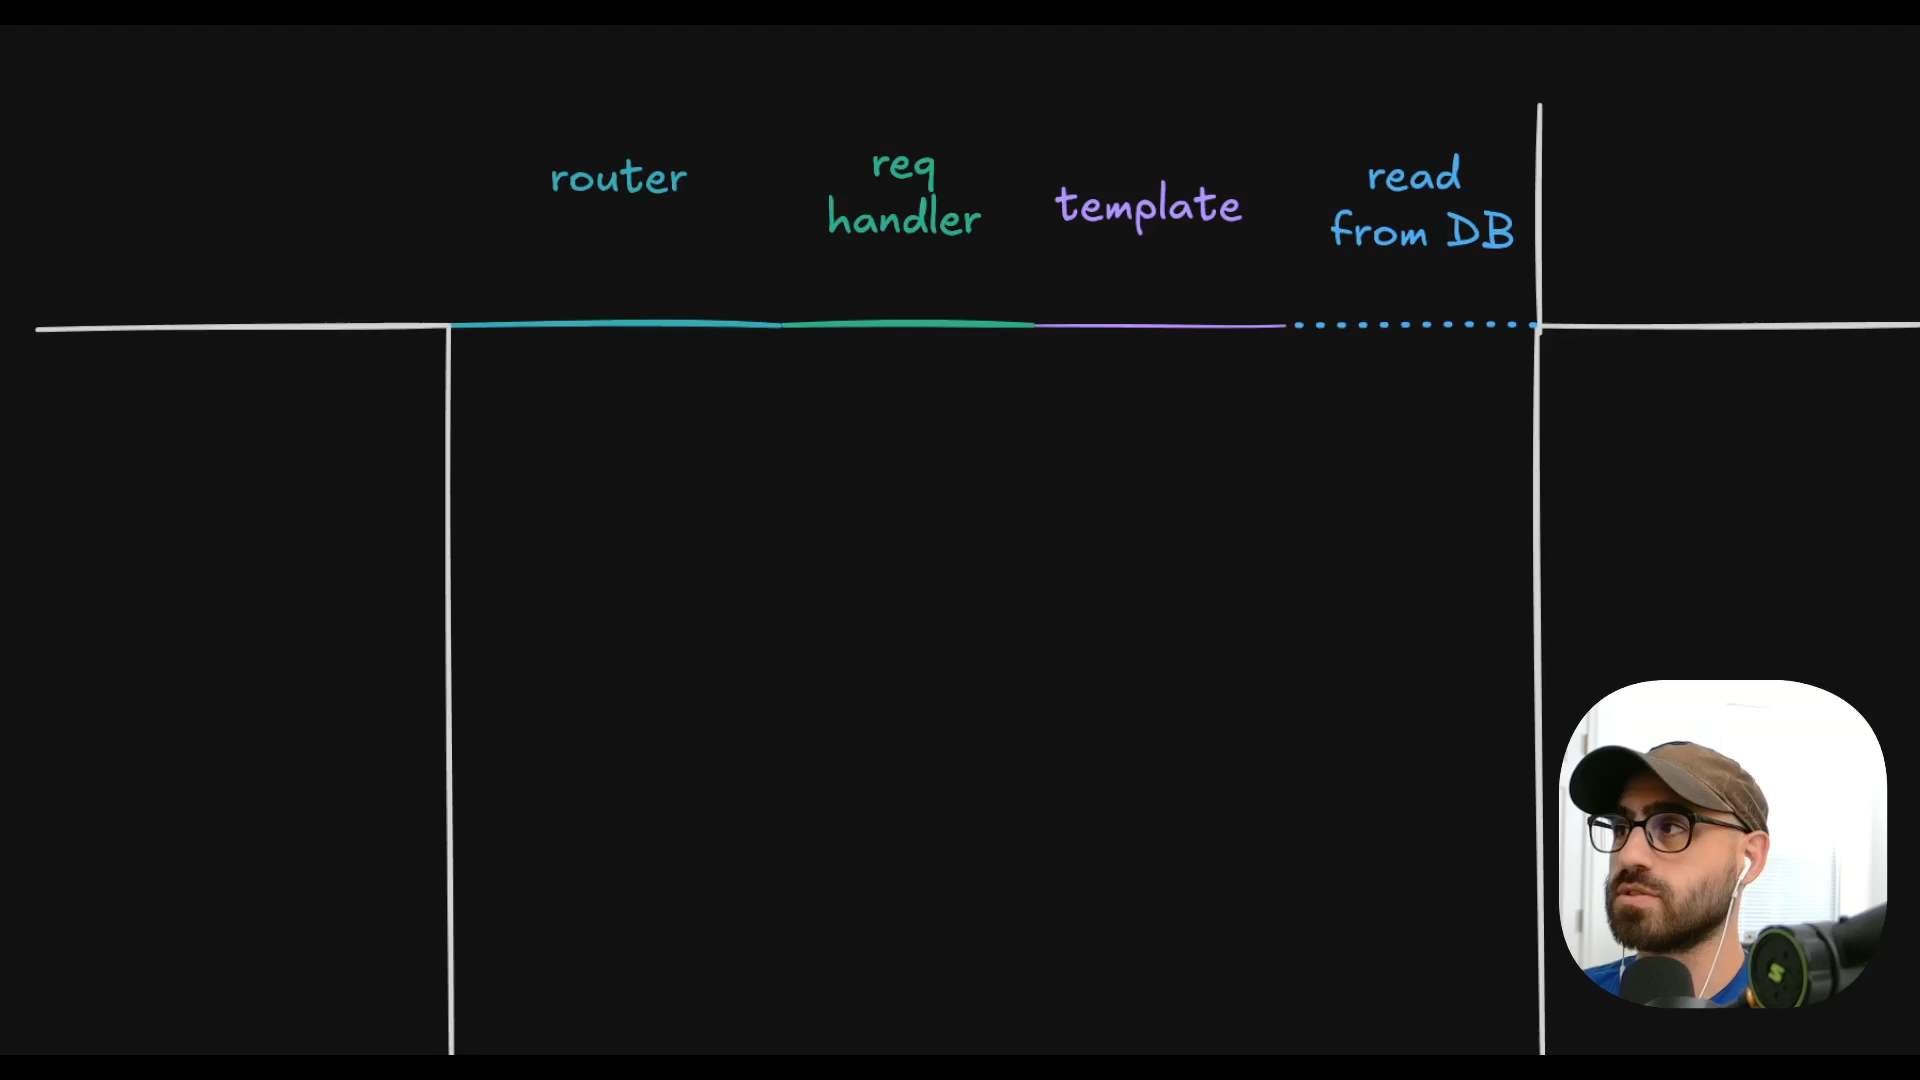 router
req
handler
template
read
from DB